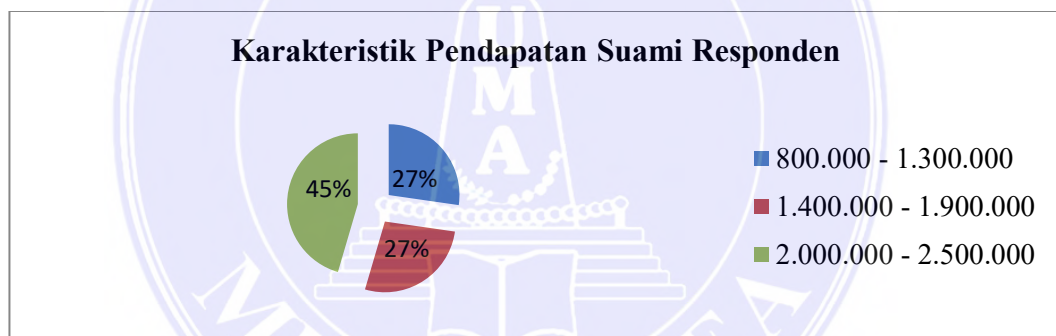 Karakteristik Pendapatan Suami Responden
45%
27%
27%
800.000 - 1.300.000
1.400.000 - 1.900.000
2.000.000 - 2.500.000
U
M
A